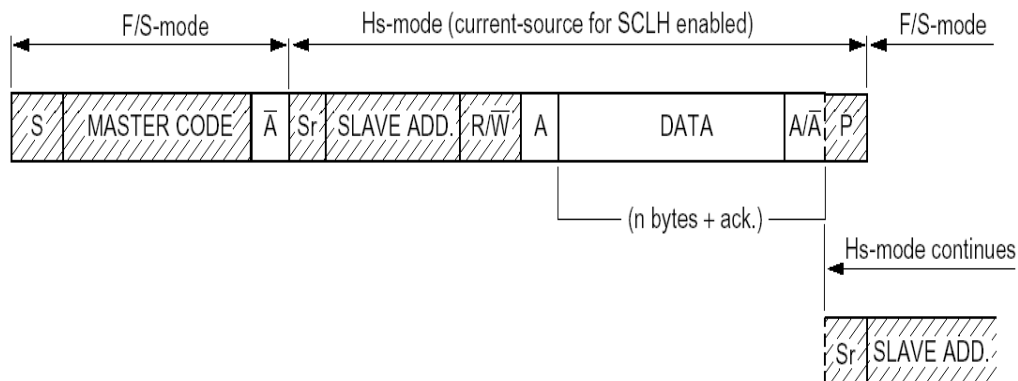 F/S-mode Hs-mode (current-source for SCLH enabled) F/S-mode
S MASTER CODE A̅ Sr SLAVE ADD. R/W̅ A DATA A/A̅ P
(n bytes + ack.)
Hs-mode continues
Sr SLAVE ADD.